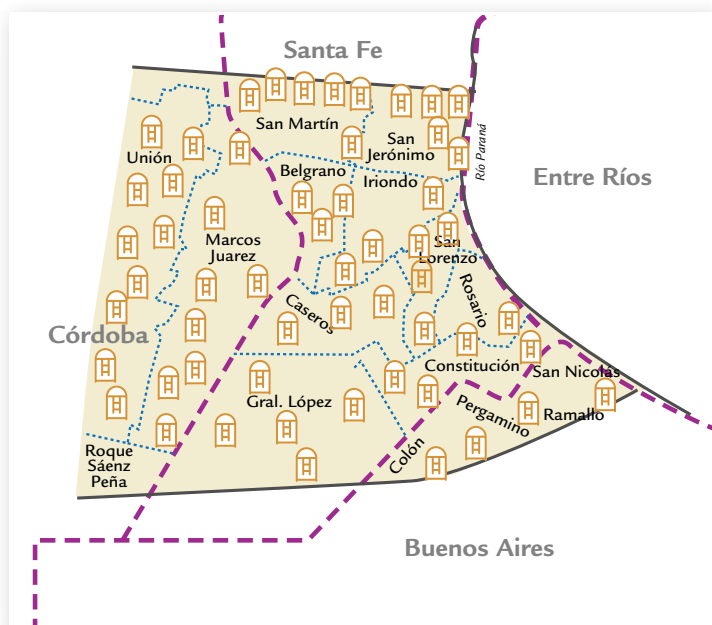 Santa Fe
San Martín
San
Jerónimo
Río Paraná
Unión
Belgrano
Iriondo
Entre Ríos
Marcos
Juarez
San
Lorenzo
Rosario
Caseros
Córdoba
Constitución
San Nicolás
Gral. López
Pergamino
Ramallo
Colón
Roque
Sáenz
Peña
Buenos Aires